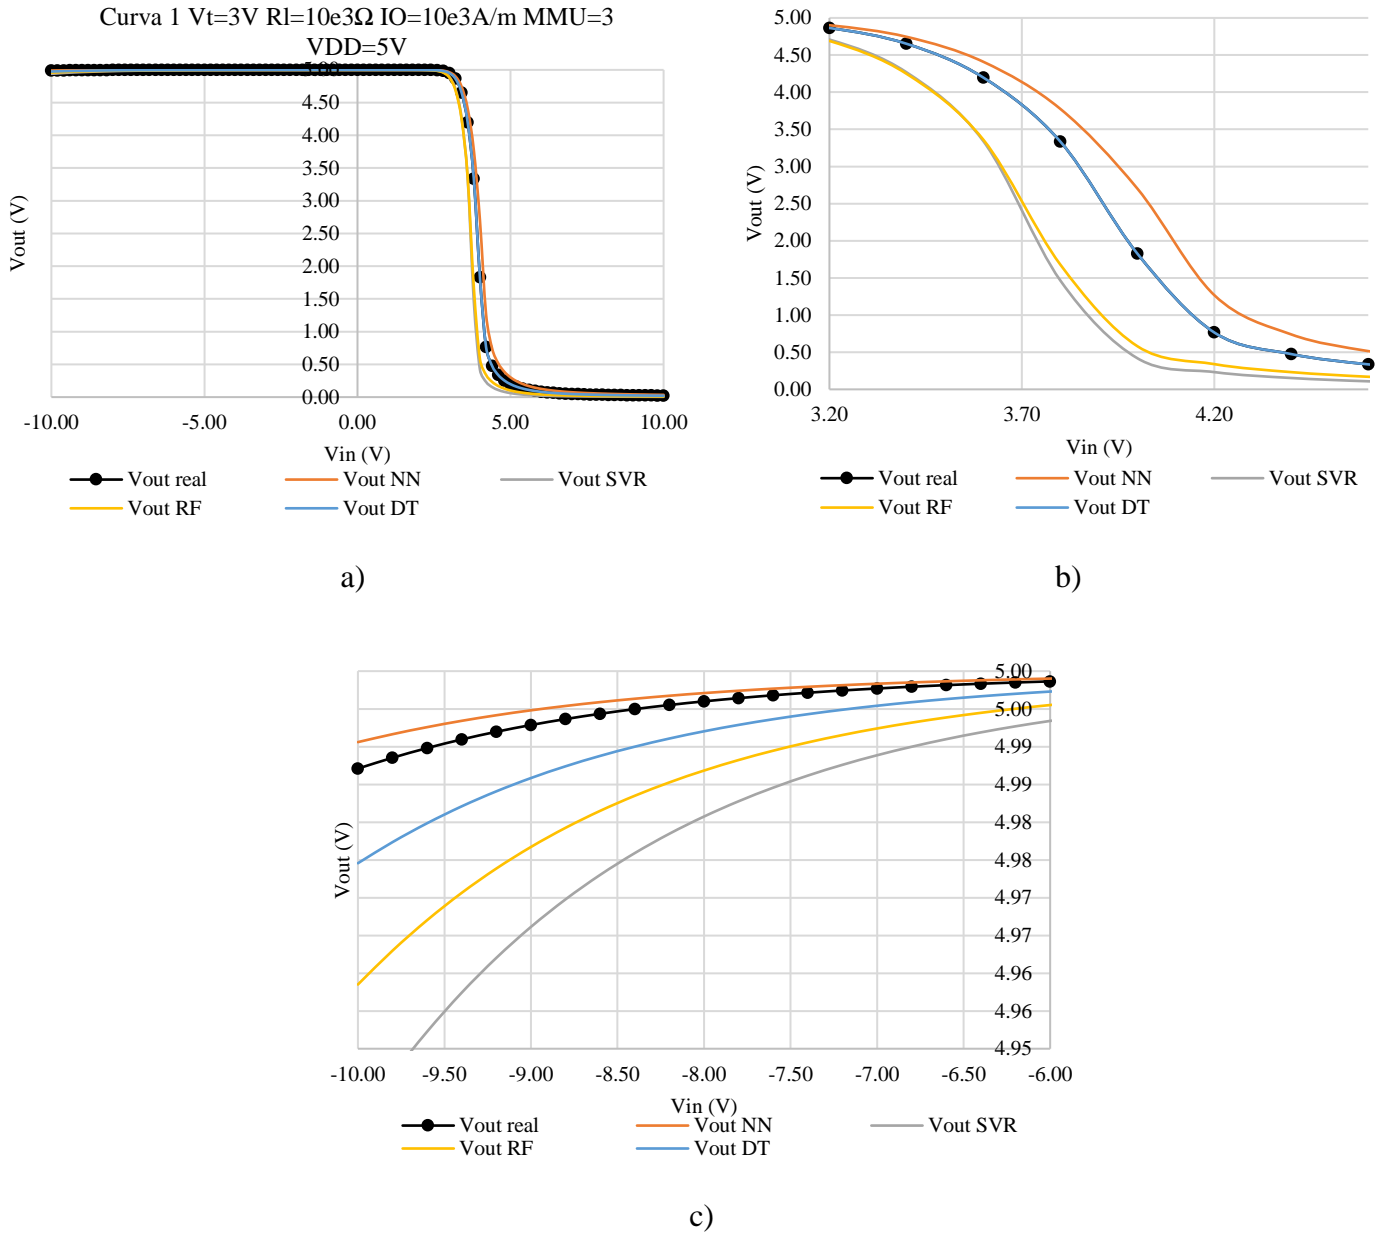 Curva 1 Vt=3V Rl=10e3Ω IO=10e3A/m MMU=3
VDD=5V
5.00
4.50
4.00
3.50
3.00
2.50
2.00
1.50
1.00
0.50
0.00
Vout (V)
-10.00 -5.00 0.00 5.00 10.00
Vin (V)
Vout real Vout NN Vout SVR
Vout RF Vout DT
a)
5.00
4.50
4.00
3.50
3.00
2.50
2.00
1.50
1.00
0.50
0.00
Vout (V)
3.20 3.70 4.20
Vin (V)
Vout real Vout NN Vout SVR
Vout RF Vout DT
b)
5.00
5.00
4.99
4.99
4.98
4.98
4.97
4.97
4.96
4.96
4.95
Vout (V)
-10.00 -9.50 -9.00 -8.50 -8.00 -7.50 -7.00 -6.50 -6.00
Vin (V)
Vout real Vout NN Vout SVR
Vout RF Vout DT
c)